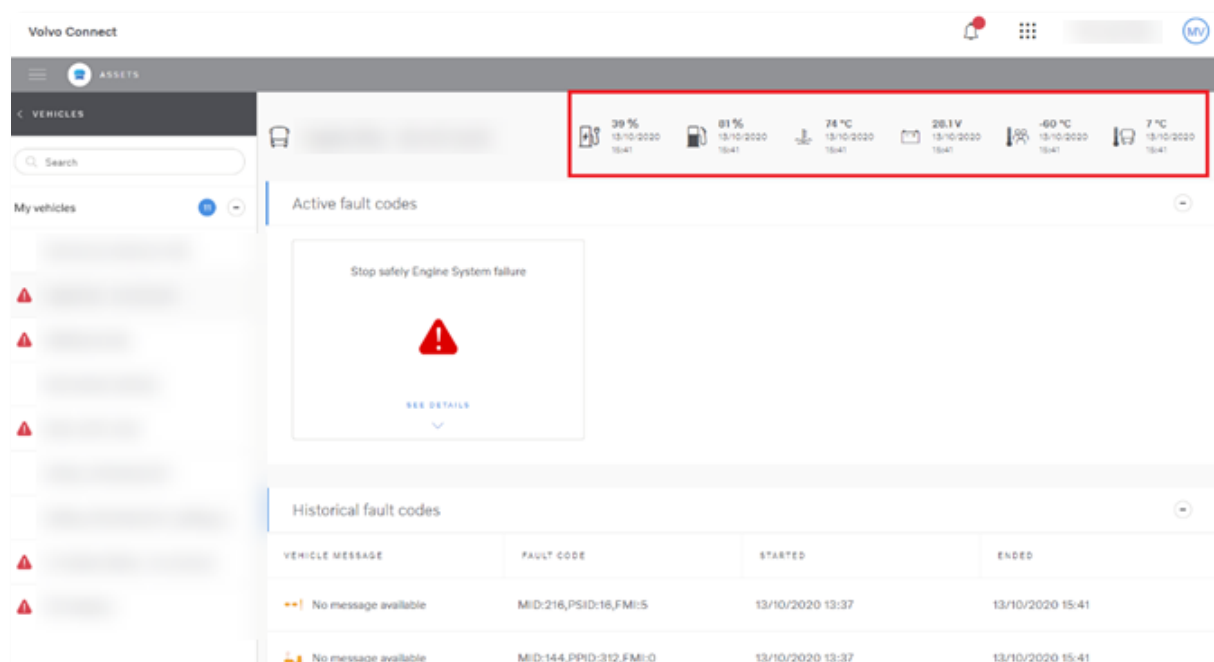 Volvo Connect
MV
ASSETS
< VEHICLES
39 %
13/10/2020
15:41
81 %
13/10/2020
15:41
74 °C
13/10/2020
15:41
28.1 V
13/10/2020
15:41
-60 °C
13/10/2020
15:41
7 °C
13/10/2020
15:41
Search
My vehicles
Active fault codes
Stop safely Engine System failure
SEE DETAILS
Historical fault codes
VEHICLE MESSAGE FAULT CODE STARTED ENDED
No message available MID:216,PSID:16,FMI:5 13/10/2020 13:37 13/10/2020 15:41
No message available MID:144,PPID:312,FMI:0 13/10/2020 13:37 13/10/2020 15:41